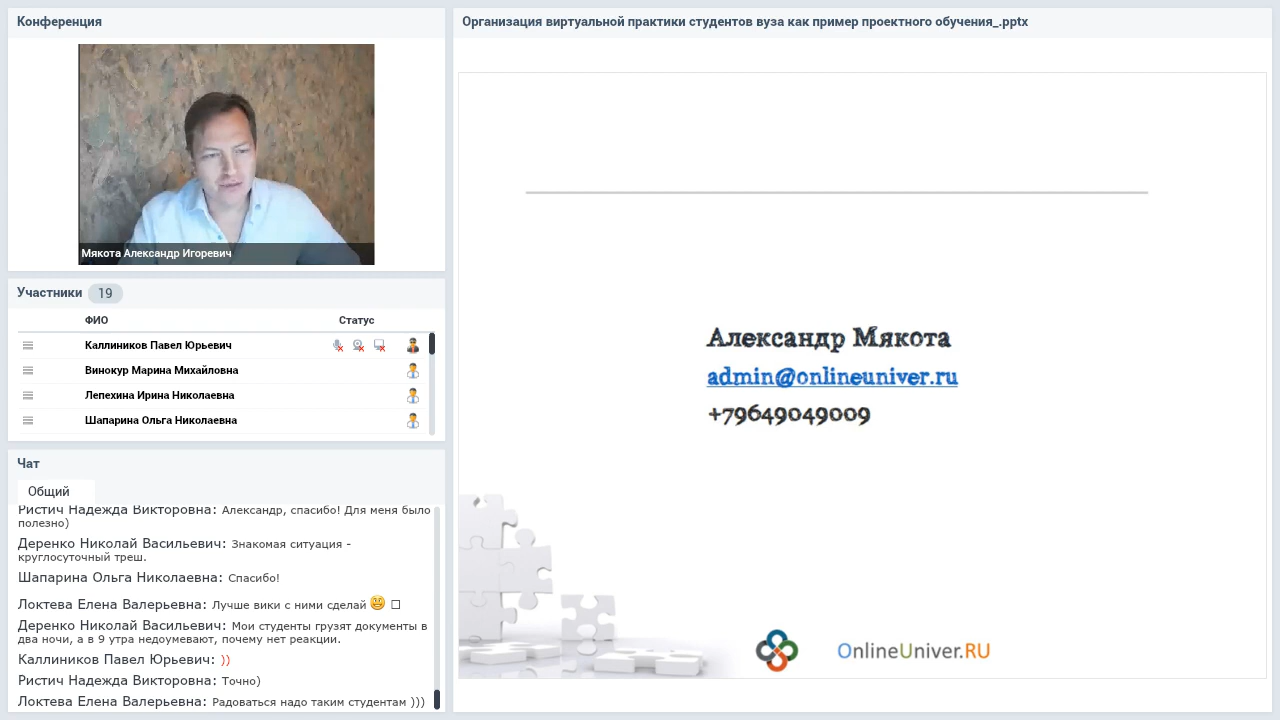 Конференция
Мякота Александр Игоревич
Участники 19
ФИО Статус
Каллиников Павел Юрьевич
Винокур Марина Михайловна
Лепехина Ирина Николаевна
Шапарина Ольга Николаевна
Чат
Общий
Ристич Надежда Викторовна: Александр, спасибо! Для меня было
полезно)
Деренко Николай Васильевич: Знакомая ситуация -
круглосуточный треш.
Шапарина Ольга Николаевна: Спасибо!
Локтева Елена Валерьевна: Лучше вики с ними сделай
Деренко Николай Васильевич: Мои студенты грузят документы в
два ночи, а в 9 утра недоумевают, почему нет реакции.
Каллиников Павел Юрьевич: ))
Ристич Надежда Викторовна: Точно)
Локтева Елена Валерьевна: Радоваться надо таким студентам )))
Организация виртуальной практики студентов вуза как пример проектного обучения_.pptx
Александр Мякота
admin@onlineuniver.ru
+79649049009
OnlineUniver.RU